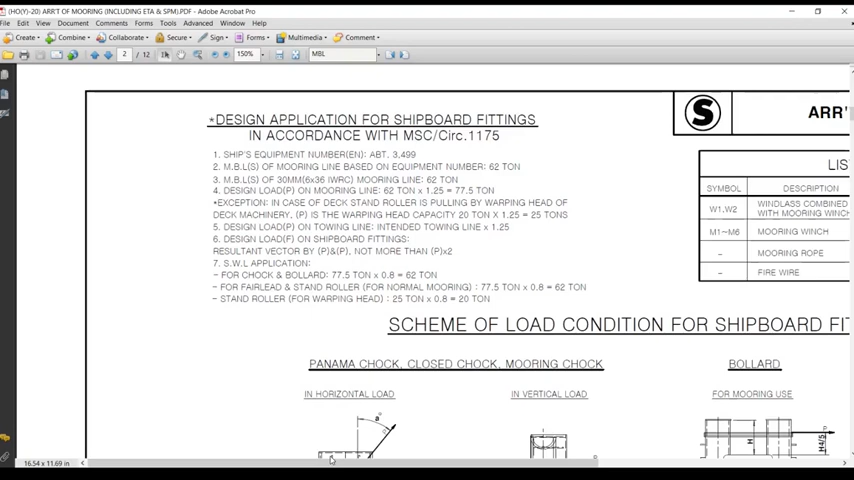 (HO(Y)-20) ARR'T OF MOORING (INCLUDING ETA & SPM).PDF - Adobe Acrobat Pro
File Edit View Document Comments Forms Tools Advanced Window Help
Create Combine Collaborate Secure Sign Forms Multimedia Comment
2 / 12 150% MBL
*DESIGN APPLICATION FOR SHIPBOARD FITTINGS
IN ACCORDANCE WITH MSC/Circ.1175
1. SHIP'S EQUIPMENT NUMBER(EN): ABT. 3,499
2. M.B.L(S) OF MOORING LINE BASED ON EQUIPMENT NUMBER: 62 TON
3. M.B.L(S) OF 30MM(6x36 IWRC) MOORING LINE: 62 TON
4. DESIGN LOAD(P) ON MOORING LINE: 62 TON x 1.25 = 77.5 TON
*EXCEPTION: IN CASE OF DECK STAND ROLLER IS PULLING BY WARPING HEAD OF
DECK MACHINERY, (P) IS THE WARPING HEAD CAPACITY 20 TON X 1.25 = 25 TONS
5. DESIGN LOAD(P) ON TOWING LINE: INTENDED TOWING LINE x 1.25
6. DESIGN LOAD(F) ON SHIPBOARD FITTINGS:
RESULTANT VECTOR BY (P)&(P), NOT MORE THAN (P)x2
7. S.W.L APPLICATION:
- FOR CHOCK & BOLLARD: 77.5 TON x 0.8 = 62 TON
- FOR FAIRLEAD & STAND ROLLER (FOR NORMAL MOORING) : 77.5 TON x 0.8 = 62 TON
- STAND ROLLER (FOR WARPING HEAD) : 25 TON x 0.8 = 20 TON
S ARR'T
LIS
SYMBOL DESCRIPTION
W1,W2 WINDLASS COMBINED
WITH MOORING WINCH
M1~M6 MOORING WINCH
- MOORING ROPE
- FIRE WIRE
SCHEME OF LOAD CONDITION FOR SHIPBOARD FIT
PANAMA CHOCK, CLOSED CHOCK, MOORING CHOCK BOLLARD
IN HORIZONTAL LOAD IN VERTICAL LOAD FOR MOORING USE
a°
P
H
H4/5
16.54 x 11.69 in